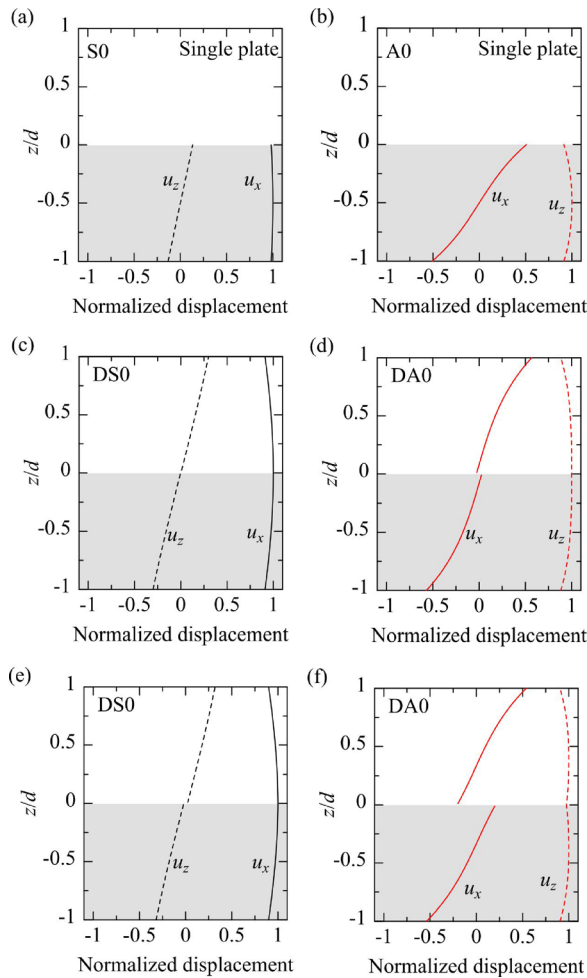 (a)
S0 Single plate
1
0.5
0
-0.5
-1
z/d
u_z u_x
-1 -0.5 0 0.5 1
Normalized displacement
(b)
A0 Single plate
1
0.5
0
-0.5
-1
z/d
u_x u_z
-1 -0.5 0 0.5 1
Normalized displacement
(c)
DS0
1
0.5
0
-0.5
-1
z/d
u_z u_x
-1 -0.5 0 0.5 1
Normalized displacement
(d)
DA0
1
0.5
0
-0.5
-1
z/d
u_x u_z
-1 -0.5 0 0.5 1
Normalized displacement
(e)
DS0
1
0.5
0
-0.5
-1
z/d
u_z u_x
-1 -0.5 0 0.5 1
Normalized displacement
(f)
DA0
1
0.5
0
-0.5
-1
z/d
u_x u_z
-1 -0.5 0 0.5 1
Normalized displacement